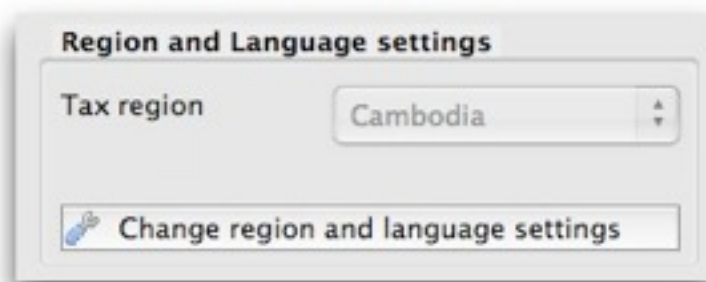 Region and Language settings
Tax region
Cambodia
Change region and language settings